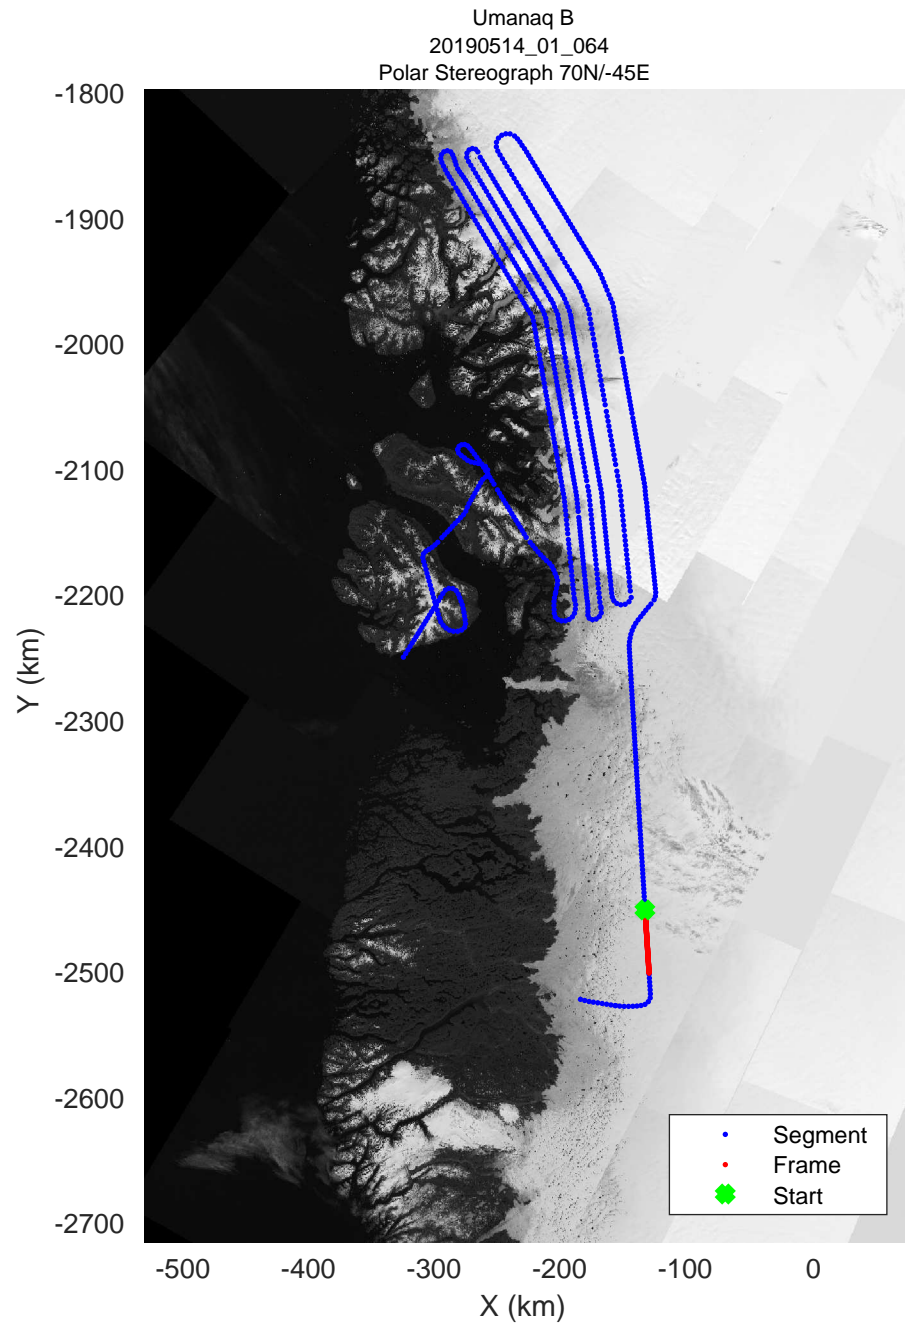 Umanaq B
20190514_01_064
Polar Stereograph 70N/-45E
-1800
-1900
-2000
-2100
-2200
-2300
-2400
-2500
-2600
-2700
Y (km)
Segment
Frame
Start
-500 -400 -300 -200 -100 0
X (km)